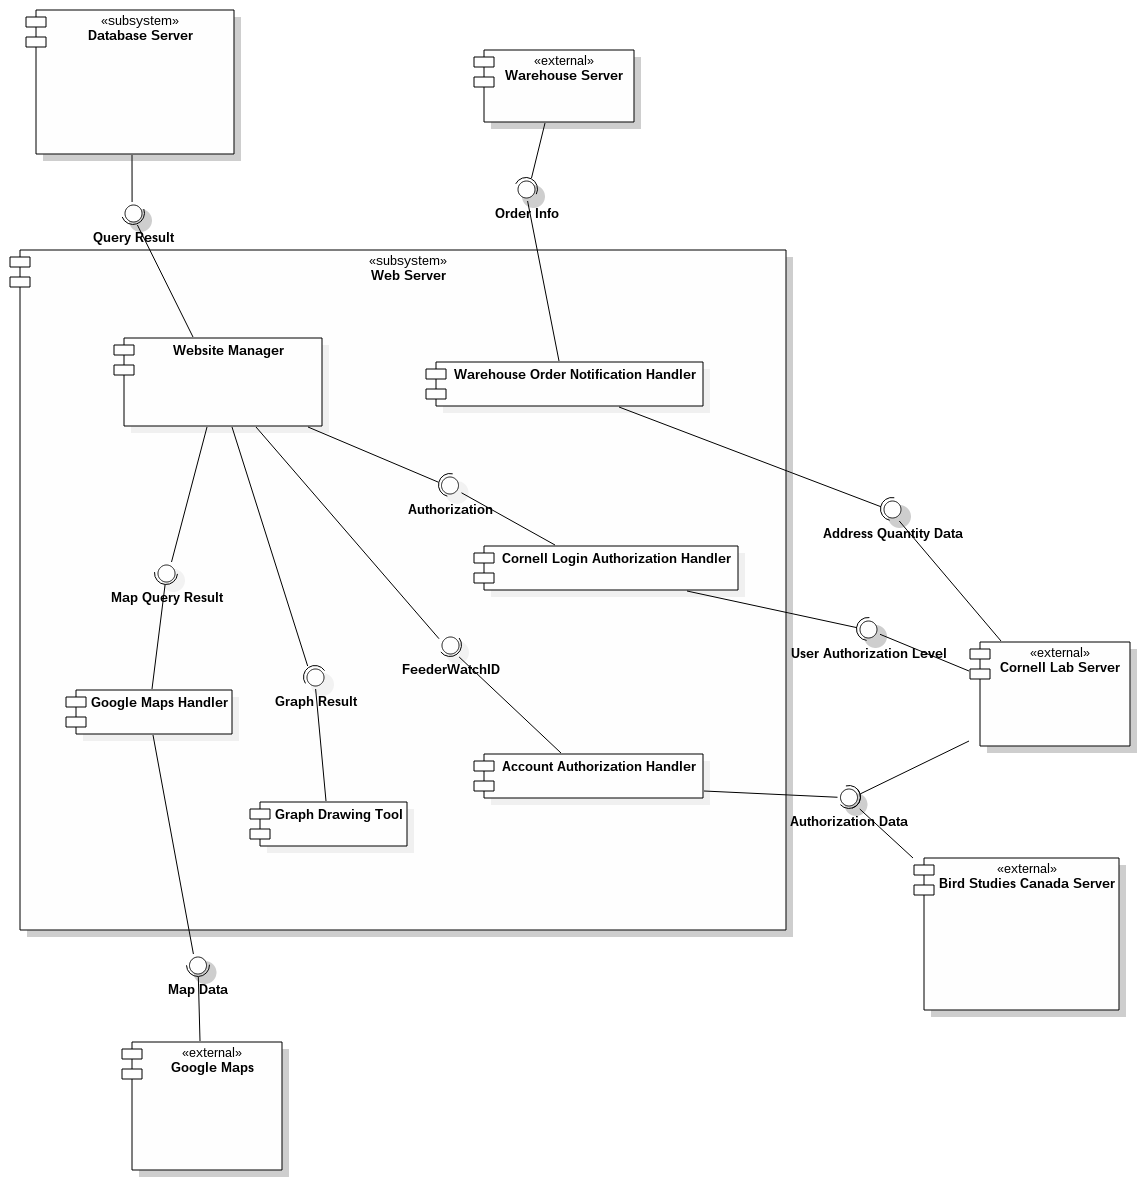 «subsystem»
Database Server
«external»
Warehouse Server
Order Info
Query Result
«subsystem»
Web Server
Website Manager
Warehouse Order Notification Handler
Authorization
Address Quantity Data
Cornell Login Authorization Handler
Map Query Result
User Authorization Level
«external»
Cornell Lab Server
FeederWatchID
Graph Result
Google Maps Handler
Account Authorization Handler
Graph Drawing Tool
Authorization Data
«external»
Bird Studies Canada Server
Map Data
«external»
Google Maps